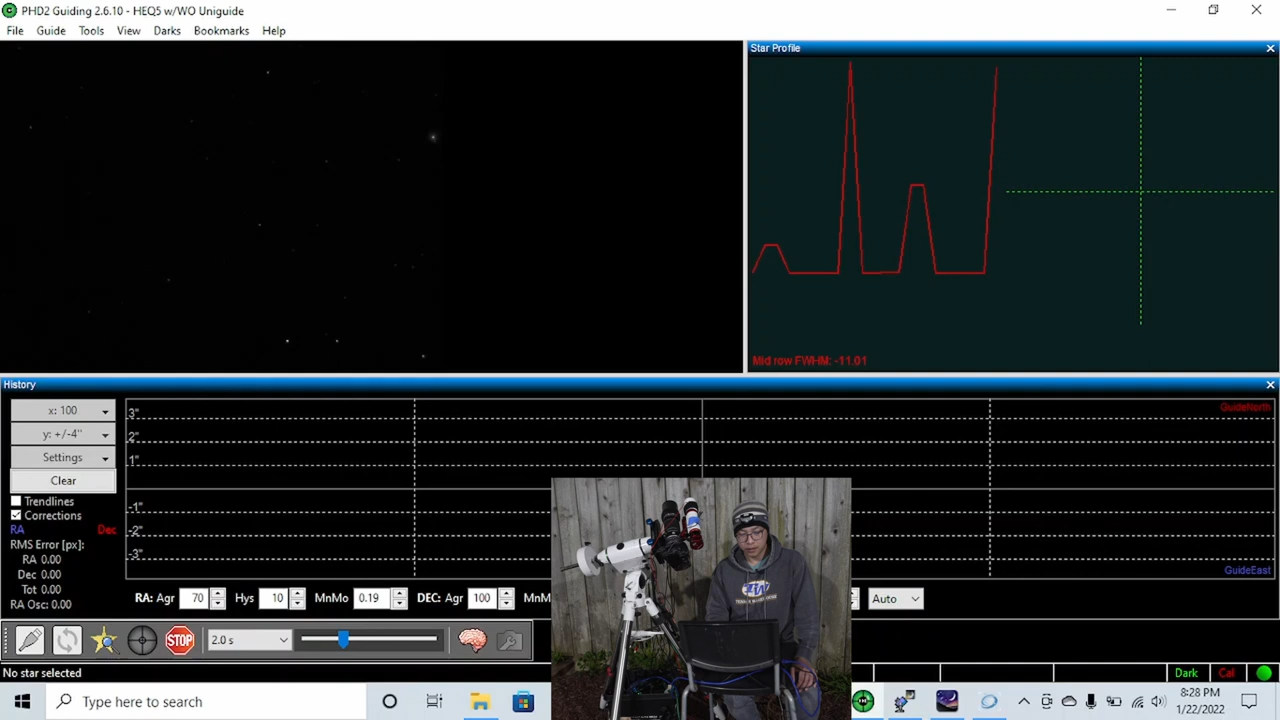 PHD2 Guiding 2.6.10 - HEQ5 w/WO Uniguide
File Guide Tools View Darks Bookmarks Help
Star Profile
Mid row FWHM: -11.01
History
x: 100
y: +/-4"
Settings
Clear
Trendlines
Corrections
RA Dec
RMS Error [px]:
RA 0.00
Dec 0.00
Tot 0.00
RA Osc: 0.00
3"
2"
1"
-1"
-2"
-3"
GuideNorth
GuideEast
RA: Agr 70 Hys 10 MnMo 0.19 DEC: Agr 100 MnM
Auto
STOP
2.0 s
No star selected
Dark Cal
Type here to search
8:28 PM
1/22/2022